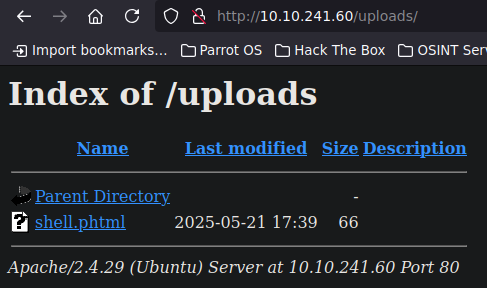 http://10.10.241.60/uploads/
Import bookmarks... Parrot OS Hack The Box OSINT Ser
Index of /uploads
Name Last modified Size Description
Parent Directory -
shell.phtml 2025-05-21 17:39 66
Apache/2.4.29 (Ubuntu) Server at 10.10.241.60 Port 80